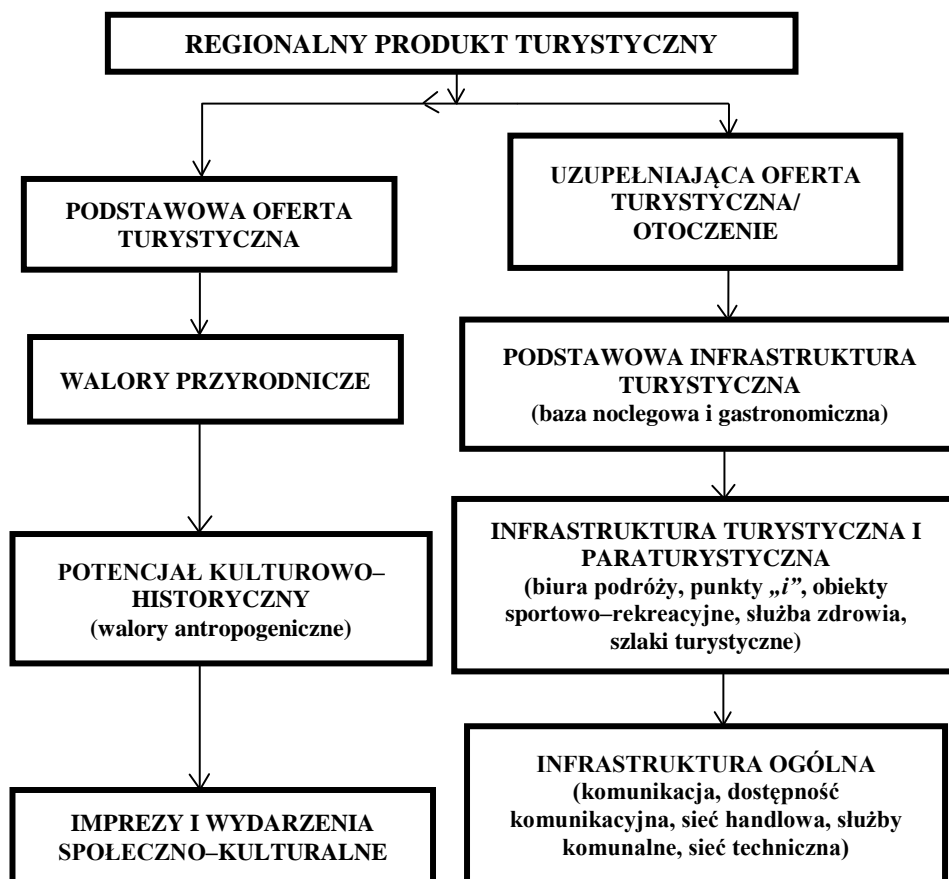 REGIONALNY PRODUKT TURYSTYCZNY
PODSTAWOWA OFERTA
TURYSTYCZNA
WALORY PRZYRODNICZE
POTENCJAŁ KULTUROWO–
HISTORYCZNY
(walory antropogeniczne)
IMPREZY I WYDARZENIA
SPOŁECZNO–KULTURALNE
UZUPEŁNIAJĄCA OFERTA
TURYSTYCZNA/
OTOCZENIE
PODSTAWOWA INFRASTRUKTURA
TURYSTYCZNA
(baza noclegowa i gastronomiczna)
INFRASTRUKTURA TURYSTYCZNA I
PARATURYSTYCZNA
(biura podróży, punkty „i”, obiekty
sportowo–rekreacyjne, służba zdrowia,
szlaki turystyczne)
INFRASTRUKTURA OGÓLNA
(komunikacja, dostępność
komunikacyjna, sieć handlowa, służby
komunalne, sieć techniczna)